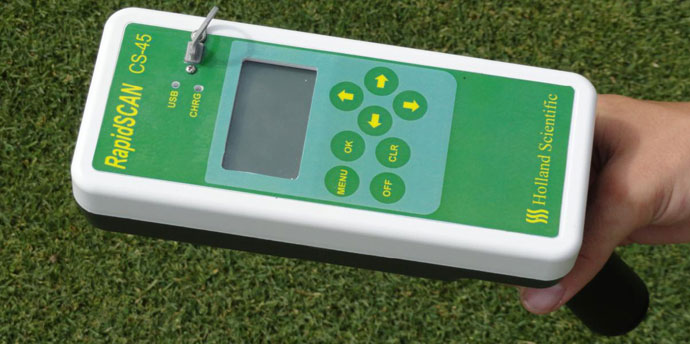 RapidSCAN CS-45
USB
CHRG
MENU
OK
OFF
CLR
Holland Scientific